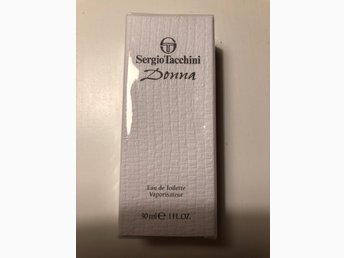 Sergio Tacchini
Donna
Eau de Toilette
Vaporisateur
30 ml e 1 FL.OZ.